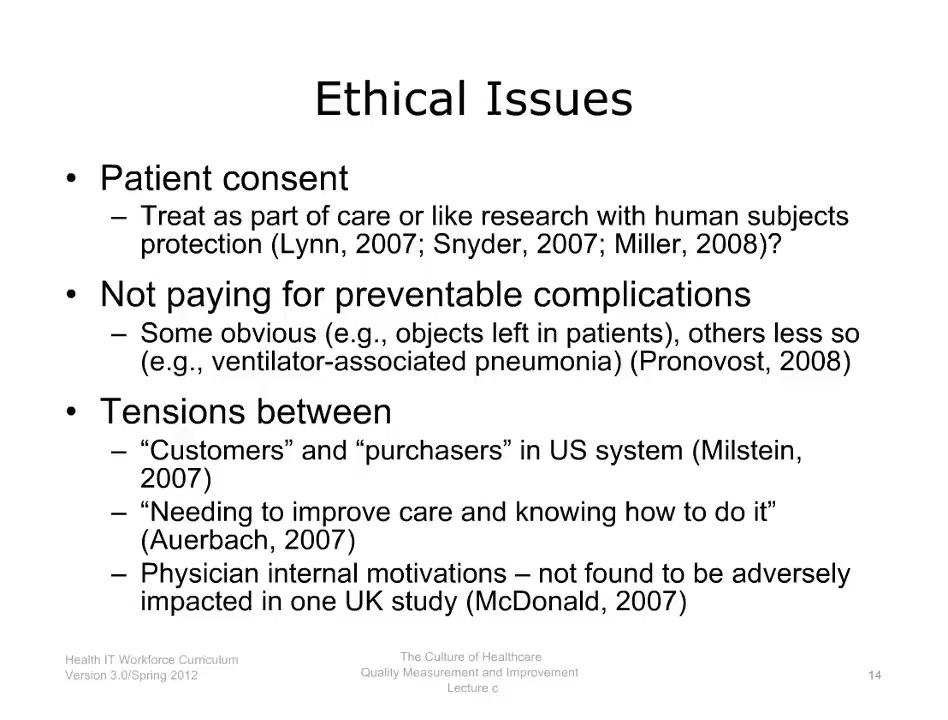 Ethical Issues
• Patient consent
– Treat as part of care or like research with human subjects
protection (Lynn, 2007; Snyder, 2007; Miller, 2008)?
• Not paying for preventable complications
– Some obvious (e.g., objects left in patients), others less so
(e.g., ventilator-associated pneumonia) (Pronovost, 2008)
• Tensions between
– “Customers” and “purchasers” in US system (Milstein,
2007)
– “Needing to improve care and knowing how to do it”
(Auerbach, 2007)
– Physician internal motivations – not found to be adversely
impacted in one UK study (McDonald, 2007)
Health IT Workforce Curriculum
Version 3.0/Spring 2012
The Culture of Healthcare
Quality Measurement and Improvement
Lecture c
14